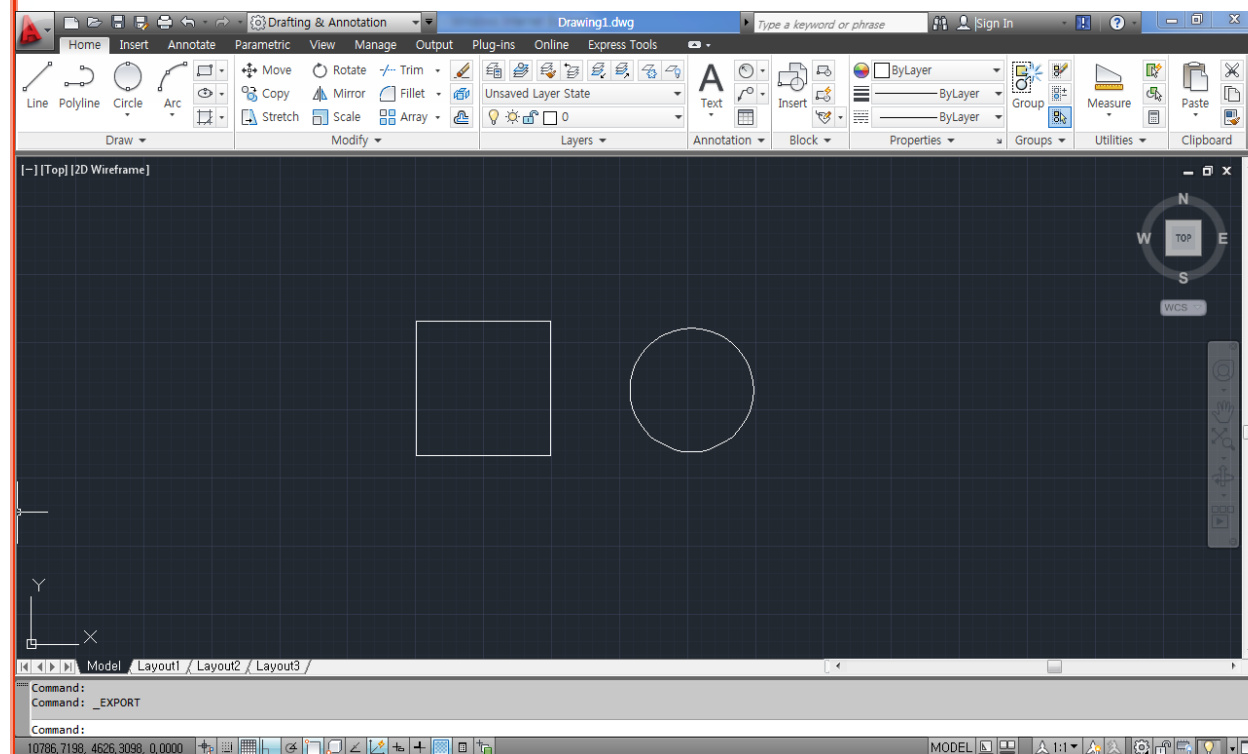 Drafting & Annotation Drawing1.dwg Type a keyword or phrase Sign In
Home Insert Annotate Parametric View Manage Output Plug-ins Online Express Tools
Line Polyline Circle Arc
Move Rotate Trim
Copy Mirror Fillet
Stretch Scale Array
Unsaved Layer State
0
Text
Insert
ByLayer
ByLayer
ByLayer
Group
Measure
Paste
Draw Modify Layers Annotation Block Properties Groups Utilities Clipboard
[−] [Top] [2D Wireframe]
N
W TOP E
S
WCS
Y
X
Model Layout1 Layout2 Layout3
Command:
Command: _EXPORT
Command:
10786,7198, 4626,3098, 0,0000 MODEL 1:1